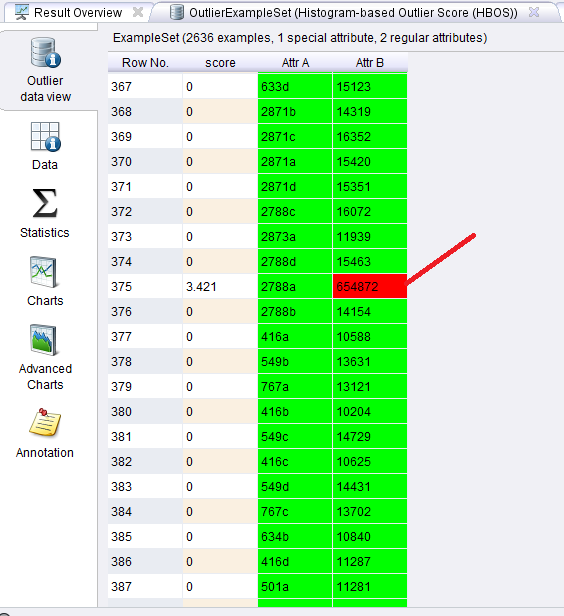 Result Overview OutlierExampleSet (Histogram-based Outlier Score (HBOS))
ExampleSet (2636 examples, 1 special attribute, 2 regular attributes)
Outlier
data view
Data
Statistics
Charts
Advanced
Charts
Annotation
Row No. score Attr A Attr B
367 0 633d 15123
368 0 2871b 14319
369 0 2871c 16352
370 0 2871a 15420
371 0 2871d 15351
372 0 2788c 16072
373 0 2873a 11939
374 0 2788d 15463
375 3.421 2788a 654872
376 0 2788b 14154
377 0 416a 10588
378 0 549b 13631
379 0 767a 13121
380 0 416b 10204
381 0 549c 14729
382 0 416c 10625
383 0 549d 14431
384 0 767c 13702
385 0 634b 10840
386 0 416d 11287
387 0 501a 11281